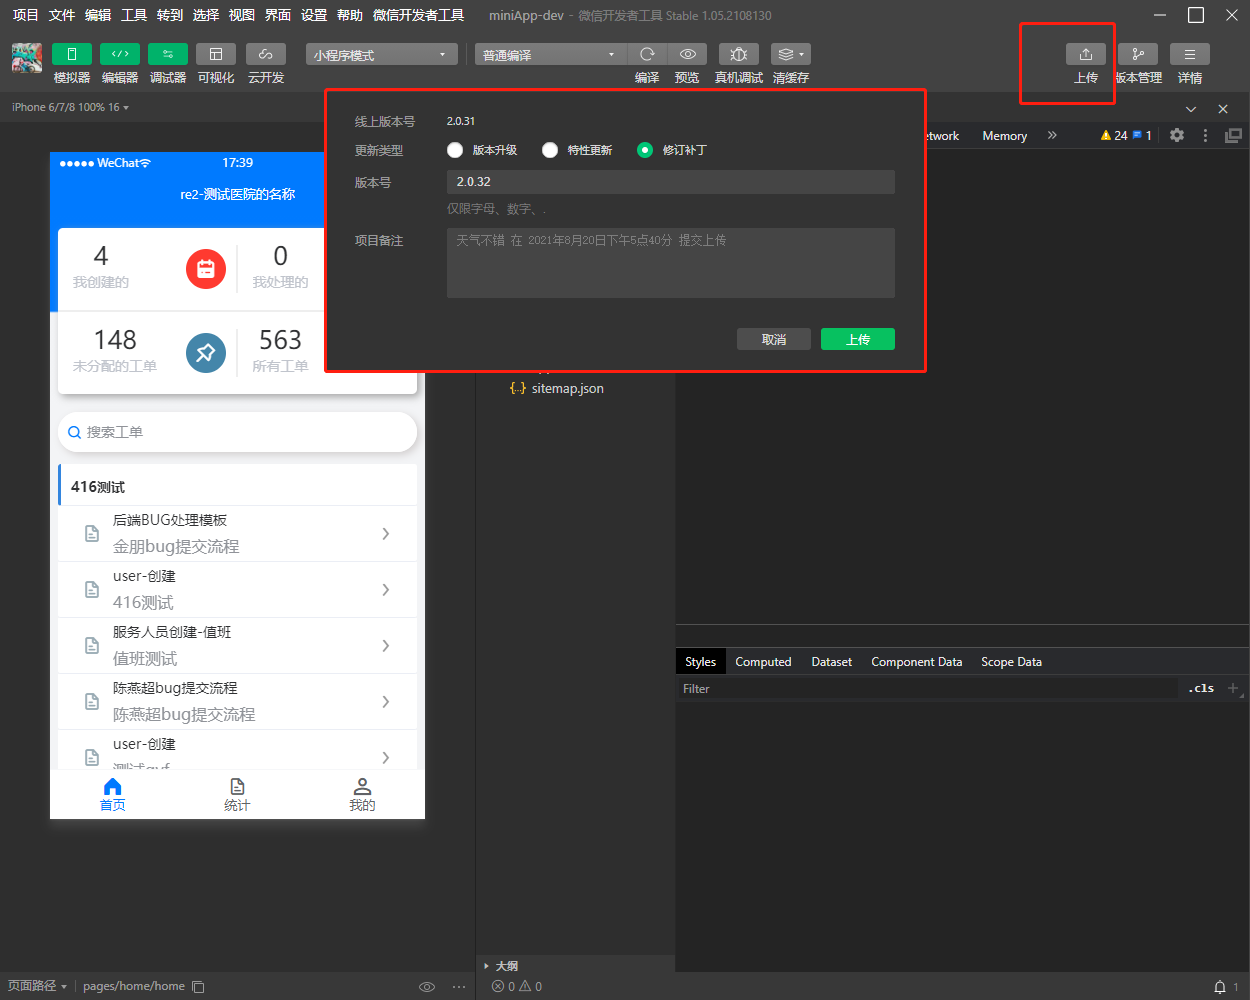 项目 文件 编辑 工具 转到 选择 视图 界面 设置 帮助 微信开发者工具 miniApp-dev - 微信开发者工具 Stable 1.05.2108130
模拟器 编辑器 调试器 可视化 云开发 小程序模式 普通编译 编译 预览 真机调试 清缓存 上传 版本管理 详情
iPhone 6/7/8 100% 16
WeChat 17:39
re2-测试医院的名称
4 我创建的
0 我处理的
148 未分配的工单
563 所有工单
搜索工单
416测试
后端BUG处理模板
金朋bug提交流程
user-创建
416测试
服务人员创建-值班
值班测试
陈燕超bug提交流程
陈燕超bug提交流程
user-创建
首页 统计 我的
页面路径 pages/home/home
线上版本号 2.0.31
更新类型 版本升级 特性更新 修订补丁
版本号 2.0.32
仅限字母、数字、.
项目备注 天气不错 在 2021年8月20日下午5点40分 提交上传
取消 上传
sitemap.json
大纲
0 0
etwork Memory 24 1
Styles Computed Dataset Component Data Scope Data
Filter .cls
1